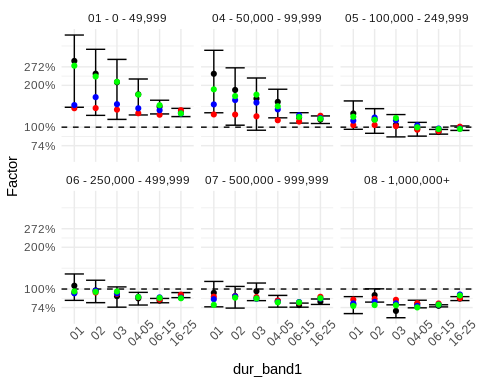 01 - 0 - 49,999
04 - 50,000 - 99,999
05 - 100,000 - 249,999
272%
200%
100%
74%
06 - 250,000 - 499,999
07 - 500,000 - 999,999
08 - 1,000,000+
272%
200%
100%
74%
Factor
01 02 03 04-05 06-15 16-25
01 02 03 04-05 06-15 16-25
01 02 03 04-05 06-15 16-25
dur_band1